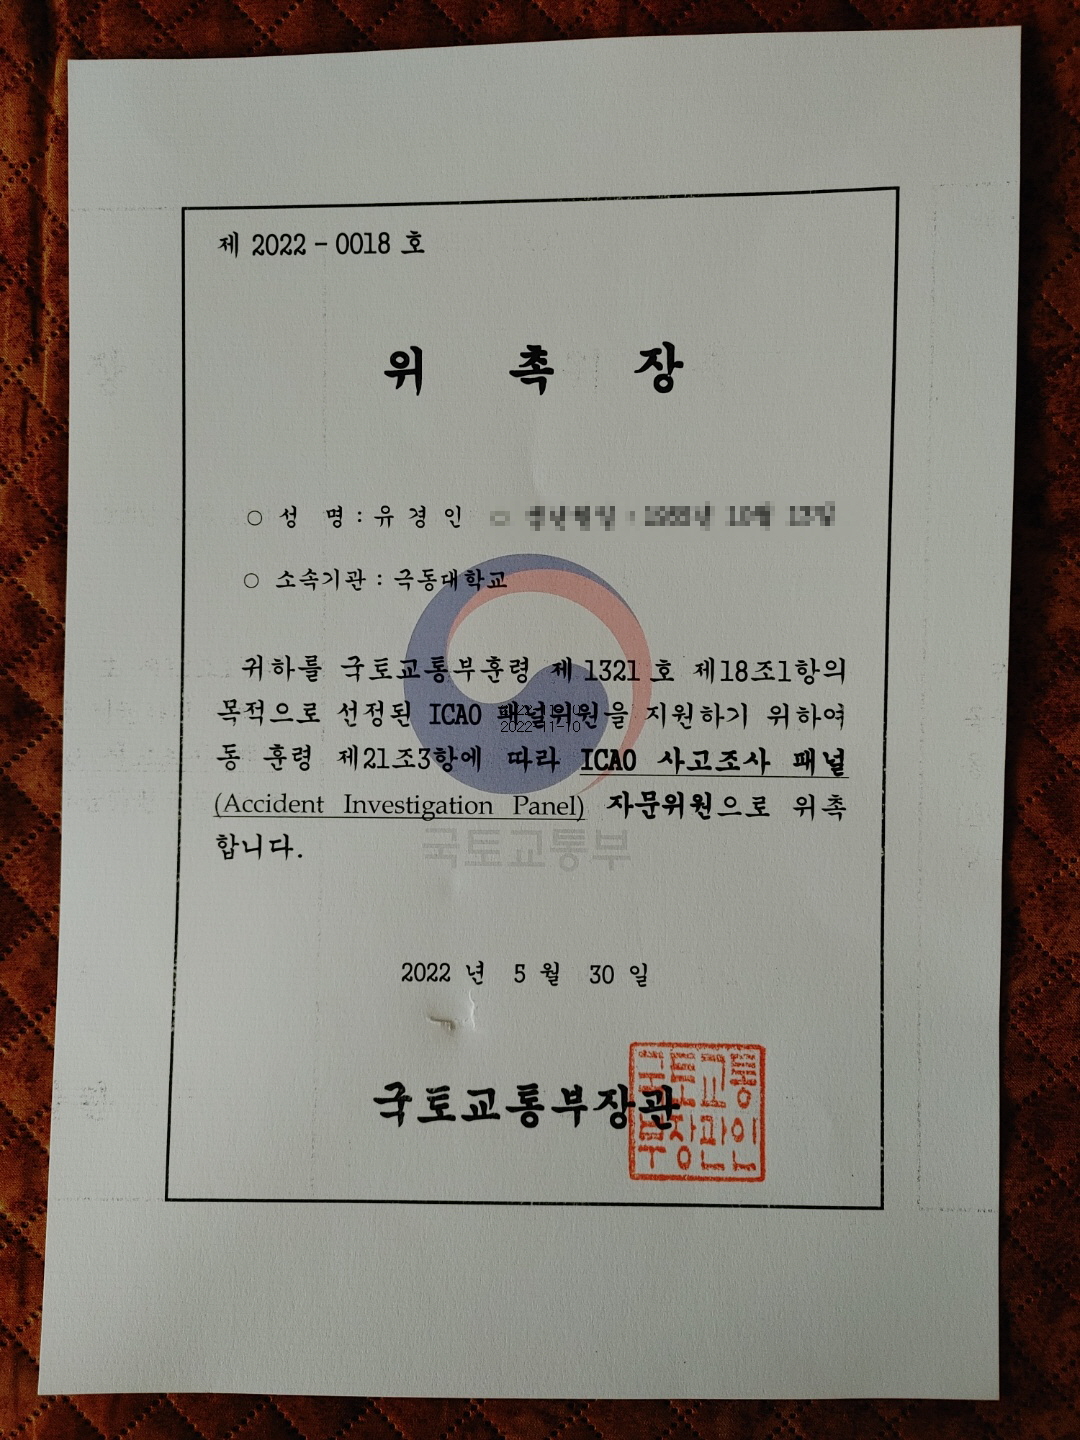 제 2022 - 0018 호
위 촉 장
○ 성 명 : 유 경 인
○ 소속기관 : 극동대학교
귀하를 국토교통부훈령 제 1321 호 제18조1항의
목적으로 선정된 ICAO 패널위원을 지원하기 위하여
2022-11-10
동 훈령 제21조3항에 따라 ICAO 사고조사 패널
(Accident Investigation Panel) 자문위원으로 위촉
합니다.
국토교통부
2022 년 5 월 30 일
국토교통부장관
국토교통
부장관인